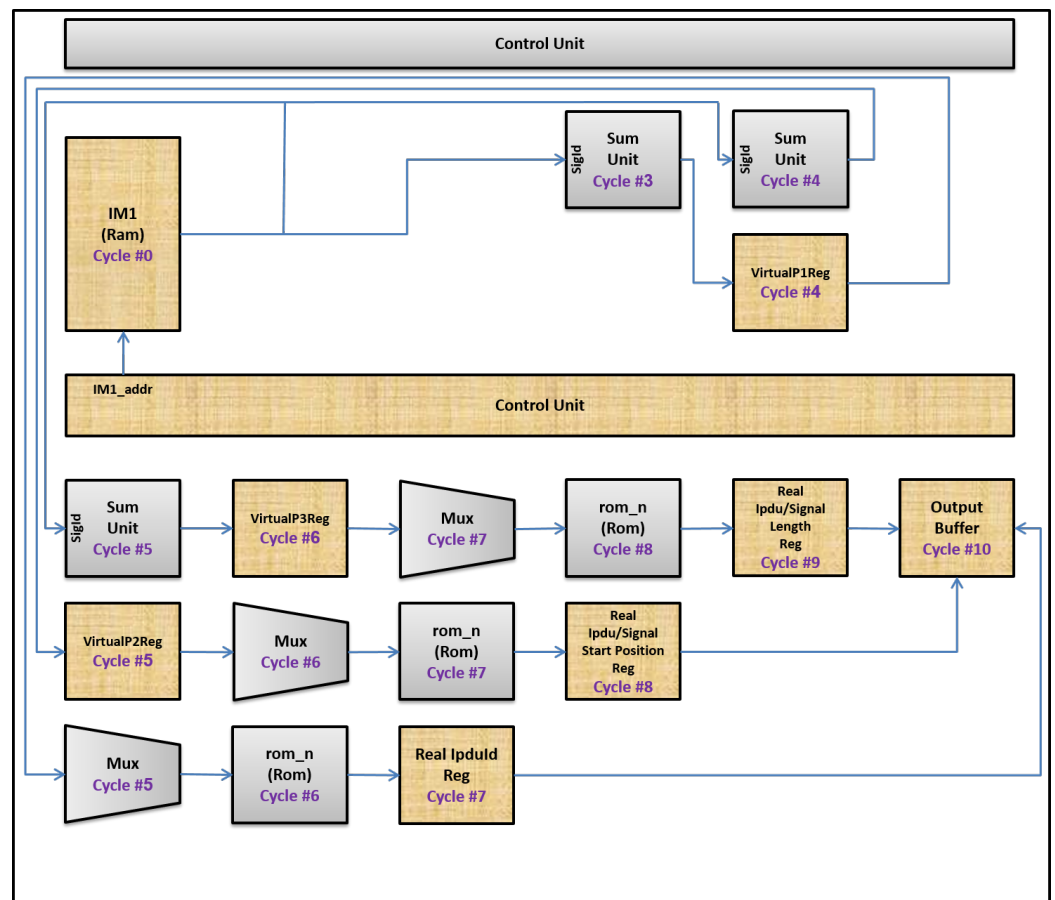 Control Unit
SigId
Sum
Unit
Cycle #3
SigId
Sum
Unit
Cycle #4
IM1
(Ram)
Cycle #0
VirtualP1Reg
Cycle #4
IM1_addr
Control Unit
SigId
Sum
Unit
Cycle #5
VirtualP3Reg
Cycle #6
Mux
Cycle #7
rom_n
(Rom)
Cycle #8
Real
Ipdu/Signal
Length
Reg
Cycle #9
Output
Buffer
Cycle #10
VirtualP2Reg
Cycle #5
Mux
Cycle #6
rom_n
(Rom)
Cycle #7
Real
Ipdu/Signal
Start Position
Reg
Cycle #8
Mux
Cycle #5
rom_n
(Rom)
Cycle #6
Real IpduId
Reg
Cycle #7